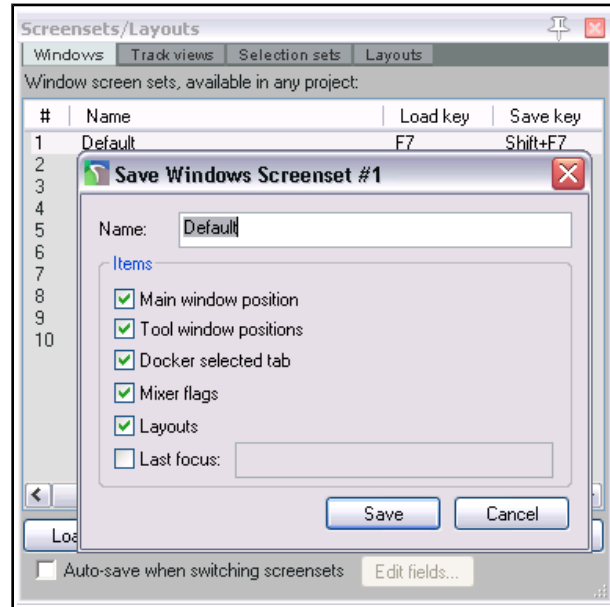 Screensets/Layouts
Windows Track views Selection sets Layouts
Window screen sets, available in any project:
# Name Load key Save key
1 Default F7 Shift+F7
2
3
4
5
6
7
8
9
10
Save Windows Screenset #1
Name: Default
Items
Main window position
Tool window positions
Docker selected tab
Mixer flags
Layouts
Last focus:
Save Cancel
Auto-save when switching screensets Edit fields...